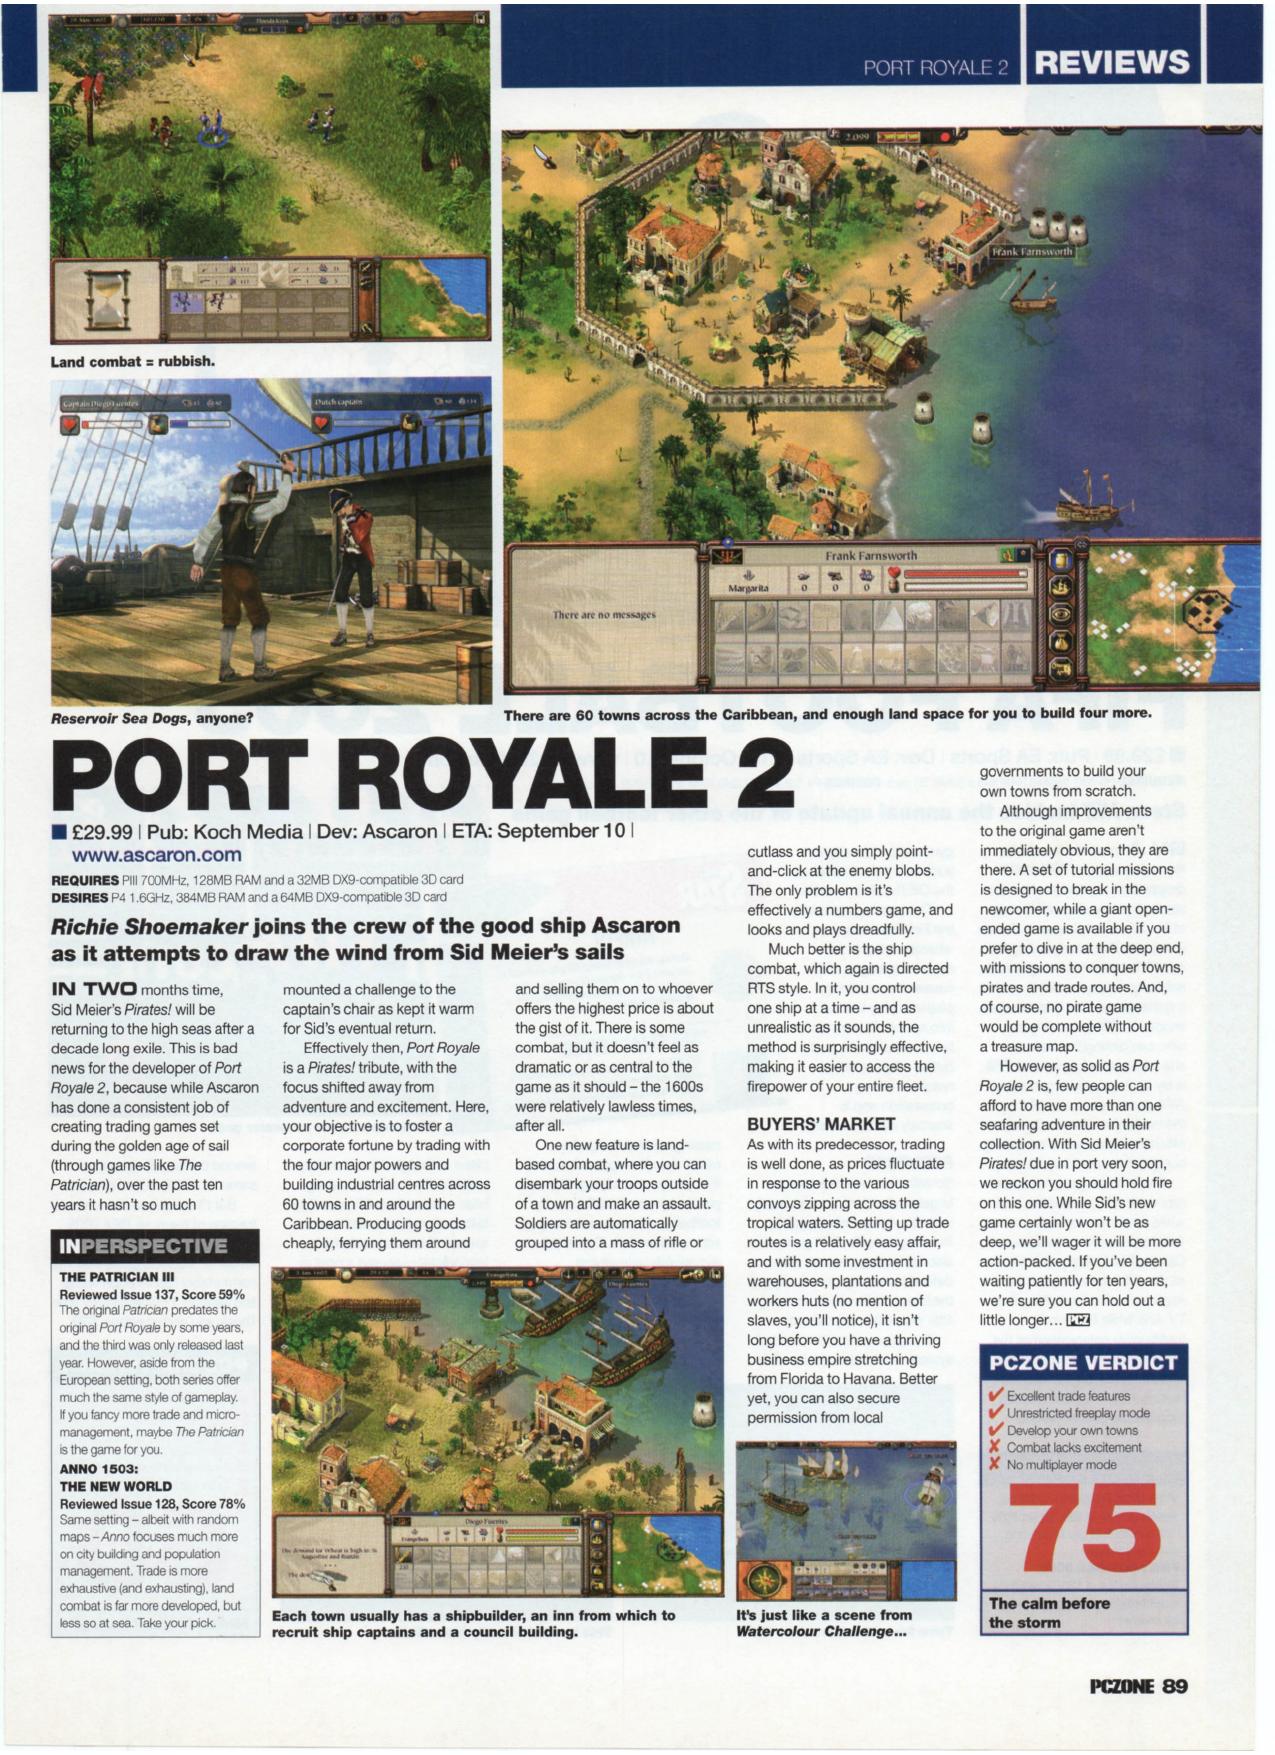 PORT ROYALE 2
REVIEWS
Land combat = rubbish.
Captain Diego Fuentes
Dutch captain
Reservoir Sea Dogs, anyone?
2,099
Frank Farnsworth
Frank Farnsworth
Margarita
0 0 0
There are no messages
There are 60 towns across the Caribbean, and enough land space for you to build four more.
PORT ROYALE 2
£29.99 | Pub: Koch Media | Dev: Ascaron | ETA: September 10 |
www.ascaron.com
REQUIRES PIII 700MHz, 128MB RAM and a 32MB DX9-compatible 3D card
DESIRES P4 1.6GHz, 384MB RAM and a 64MB DX9-compatible 3D card
Richie Shoemaker joins the crew of the good ship Ascaron
as it attempts to draw the wind from Sid Meier's sails
IN TWO months time,
Sid Meier's Pirates! will be
returning to the high seas after a
decade long exile. This is bad
news for the developer of Port
Royale 2, because while Ascaron
has done a consistent job of
creating trading games set
during the golden age of sail
(through games like The
Patrician), over the past ten
years it hasn't so much
mounted a challenge to the
captain's chair as kept it warm
for Sid's eventual return.
Effectively then, Port Royale
is a Pirates! tribute, with the
focus shifted away from
adventure and excitement. Here,
your objective is to foster a
corporate fortune by trading with
the four major powers and
building industrial centres across
60 towns in and around the
Caribbean. Producing goods
cheaply, ferrying them around
and selling them on to whoever
offers the highest price is about
the gist of it. There is some
combat, but it doesn't feel as
dramatic or as central to the
game as it should – the 1600s
were relatively lawless times,
after all.
One new feature is land-
based combat, where you can
disembark your troops outside
of a town and make an assault.
Soldiers are automatically
grouped into a mass of rifle or
cutlass and you simply point-
and-click at the enemy blobs.
The only problem is it's
effectively a numbers game, and
looks and plays dreadfully.
Much better is the ship
combat, which again is directed
RTS style. In it, you control
one ship at a time – and as
unrealistic as it sounds, the
method is surprisingly effective,
making it easier to access the
firepower of your entire fleet.
BUYERS' MARKET
As with its predecessor, trading
is well done, as prices fluctuate
in response to the various
convoys zipping across the
tropical waters. Setting up trade
routes is a relatively easy affair,
and with some investment in
warehouses, plantations and
workers huts (no mention of
slaves, you'll notice), it isn't
long before you have a thriving
business empire stretching
from Florida to Havana. Better
yet, you can also secure
permission from local
governments to build your
own towns from scratch.
Although improvements
to the original game aren't
immediately obvious, they are
there. A set of tutorial missions
is designed to break in the
newcomer, while a giant open-
ended game is available if you
prefer to dive in at the deep end,
with missions to conquer towns,
pirates and trade routes. And,
of course, no pirate game
would be complete without
a treasure map.
However, as solid as Port
Royale 2 is, few people can
afford to have more than one
seafaring adventure in their
collection. With Sid Meier's
Pirates! due in port very soon,
we reckon you should hold fire
on this one. While Sid's new
game certainly won't be as
deep, we'll wager it will be more
action-packed. If you've been
waiting patiently for ten years,
we're sure you can hold out a
little longer... PCZ
INPERSPECTIVE
THE PATRICIAN III
Reviewed Issue 137, Score 59%
The original Patrician predates the
original Port Royale by some years,
and the third was only released last
year. However, aside from the
European setting, both series offer
much the same style of gameplay.
If you fancy more trade and micro-
management, maybe The Patrician
is the game for you.
ANNO 1503:
THE NEW WORLD
Reviewed Issue 128, Score 78%
Same setting – albeit with random
maps – Anno focuses much more
on city building and population
management. Trade is more
exhaustive (and exhausting), land
combat is far more developed, but
less so at sea. Take your pick.
Diego Fuentes
Each town usually has a shipbuilder, an inn from which to
recruit ship captains and a council building.
It's just like a scene from
Watercolour Challenge...
PCZONE VERDICT
Excellent trade features
Unrestricted freeplay mode
Develop your own towns
Combat lacks excitement
No multiplayer mode
75
The calm before
the storm
PCZONE 89